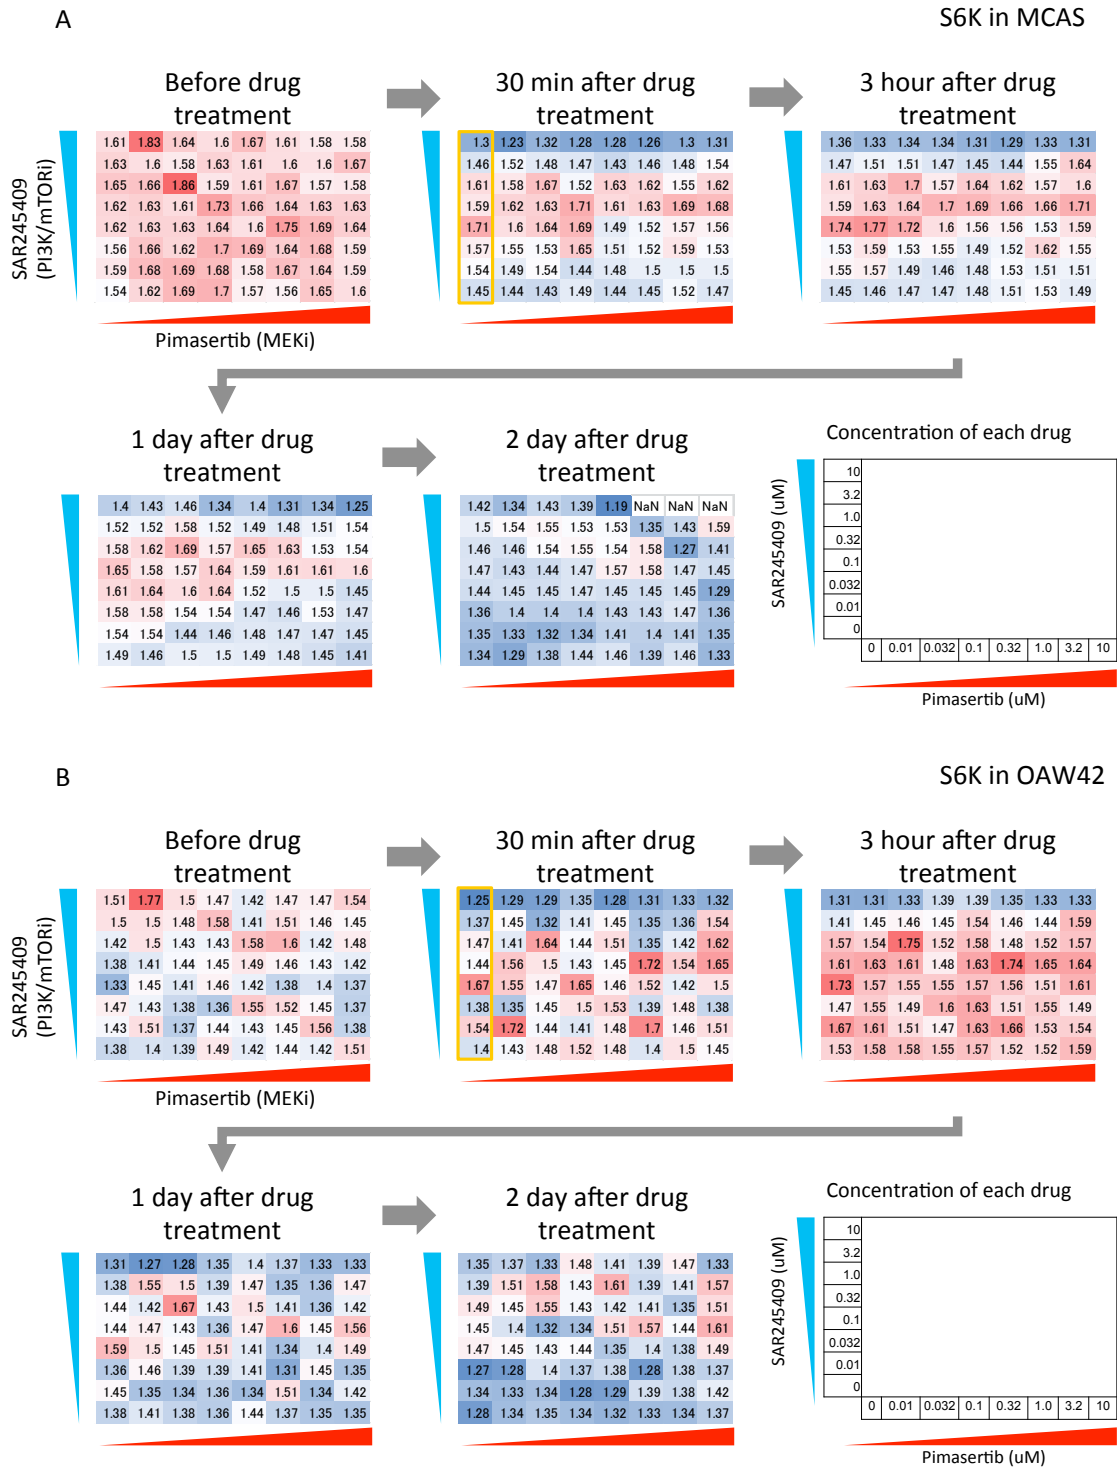 A
S6K in MCAS
Before drug treatment
30 min after drug treatment
3 hour after drug treatment
SAR245409 (PI3K/mTORi)
1.61 1.83 1.64 1.6 1.67 1.61 1.58 1.58
1.63 1.6 1.58 1.63 1.61 1.6 1.6 1.67
1.65 1.66 1.86 1.59 1.61 1.67 1.57 1.58
1.62 1.63 1.61 1.73 1.66 1.64 1.63 1.63
1.62 1.63 1.63 1.64 1.6 1.75 1.69 1.64
1.56 1.66 1.62 1.7 1.69 1.64 1.68 1.59
1.59 1.68 1.69 1.68 1.58 1.67 1.64 1.59
1.54 1.62 1.69 1.7 1.57 1.56 1.65 1.6
Pimasertib (MEKi)
1.3 1.23 1.32 1.28 1.28 1.26 1.3 1.31
1.46 1.52 1.48 1.47 1.43 1.46 1.48 1.54
1.61 1.58 1.67 1.52 1.63 1.62 1.55 1.62
1.59 1.62 1.63 1.71 1.61 1.63 1.69 1.68
1.71 1.6 1.64 1.69 1.49 1.52 1.57 1.56
1.57 1.55 1.53 1.65 1.51 1.52 1.59 1.53
1.54 1.49 1.54 1.44 1.48 1.5 1.5 1.5
1.45 1.44 1.43 1.49 1.44 1.45 1.52 1.47
1.36 1.33 1.34 1.34 1.31 1.29 1.33 1.31
1.47 1.51 1.51 1.47 1.45 1.44 1.55 1.64
1.61 1.63 1.7 1.57 1.64 1.62 1.57 1.6
1.59 1.63 1.64 1.7 1.69 1.66 1.66 1.71
1.74 1.77 1.72 1.6 1.56 1.56 1.53 1.59
1.53 1.59 1.55 1.55 1.49 1.52 1.62 1.55
1.55 1.57 1.49 1.46 1.48 1.53 1.51 1.51
1.45 1.46 1.47 1.47 1.48 1.51 1.53 1.49
1 day after drug treatment
2 day after drug treatment
Concentration of each drug
1.4 1.43 1.46 1.34 1.4 1.31 1.34 1.25
1.52 1.52 1.58 1.52 1.49 1.48 1.51 1.54
1.58 1.62 1.69 1.57 1.65 1.63 1.53 1.54
1.65 1.58 1.57 1.64 1.59 1.61 1.61 1.6
1.61 1.64 1.6 1.64 1.52 1.5 1.5 1.45
1.58 1.58 1.54 1.54 1.47 1.46 1.53 1.47
1.54 1.54 1.44 1.46 1.48 1.47 1.47 1.45
1.49 1.46 1.5 1.5 1.49 1.48 1.45 1.41
1.42 1.34 1.43 1.39 1.19 NaN NaN NaN
1.5 1.54 1.55 1.53 1.53 1.35 1.43 1.59
1.46 1.46 1.54 1.55 1.54 1.58 1.27 1.41
1.47 1.43 1.44 1.47 1.57 1.58 1.47 1.45
1.44 1.45 1.45 1.45 1.45 1.45 1.45 1.29
1.36 1.4 1.4 1.4 1.43 1.43 1.47 1.36
1.35 1.33 1.32 1.34 1.41 1.4 1.41 1.35
1.34 1.29 1.38 1.44 1.46 1.39 1.46 1.33
SAR245409 (uM)
10
3.2
1.0
0.32
0.1
0.032
0.01
0
0 0.01 0.032 0.1 0.32 1.0 3.2 10
Pimasertib (uM)
B
S6K in OAW42
Before drug treatment
30 min after drug treatment
3 hour after drug treatment
SAR245409 (PI3K/mTORi)
1.51 1.77 1.5 1.47 1.42 1.47 1.47 1.54
1.5 1.5 1.48 1.58 1.41 1.51 1.46 1.45
1.42 1.5 1.43 1.43 1.58 1.6 1.42 1.48
1.38 1.41 1.44 1.45 1.49 1.46 1.43 1.42
1.33 1.45 1.41 1.46 1.42 1.38 1.4 1.37
1.47 1.43 1.38 1.36 1.55 1.52 1.45 1.37
1.43 1.51 1.37 1.44 1.43 1.45 1.56 1.38
1.38 1.4 1.39 1.49 1.42 1.44 1.42 1.51
Pimasertib (MEKi)
1.25 1.29 1.29 1.35 1.28 1.31 1.33 1.32
1.37 1.45 1.32 1.41 1.45 1.35 1.36 1.54
1.47 1.41 1.64 1.44 1.51 1.35 1.42 1.62
1.44 1.56 1.5 1.43 1.45 1.72 1.54 1.65
1.67 1.55 1.47 1.65 1.46 1.52 1.42 1.5
1.38 1.35 1.45 1.5 1.53 1.39 1.48 1.38
1.54 1.72 1.44 1.41 1.48 1.7 1.46 1.51
1.4 1.43 1.48 1.52 1.48 1.4 1.5 1.45
1.31 1.31 1.33 1.39 1.39 1.35 1.33 1.33
1.41 1.45 1.46 1.45 1.54 1.46 1.44 1.59
1.57 1.54 1.75 1.52 1.58 1.48 1.52 1.57
1.61 1.63 1.61 1.48 1.63 1.74 1.65 1.64
1.73 1.57 1.55 1.55 1.57 1.56 1.51 1.61
1.47 1.55 1.49 1.6 1.63 1.51 1.55 1.49
1.67 1.61 1.51 1.47 1.63 1.66 1.53 1.54
1.53 1.58 1.58 1.55 1.57 1.52 1.52 1.59
1 day after drug treatment
2 day after drug treatment
Concentration of each drug
1.31 1.27 1.28 1.35 1.4 1.37 1.33 1.33
1.38 1.55 1.5 1.39 1.47 1.35 1.36 1.47
1.44 1.42 1.67 1.43 1.5 1.41 1.36 1.42
1.44 1.47 1.43 1.36 1.47 1.6 1.45 1.56
1.59 1.5 1.45 1.51 1.41 1.34 1.4 1.49
1.36 1.46 1.39 1.39 1.41 1.31 1.45 1.35
1.45 1.35 1.34 1.36 1.34 1.51 1.34 1.42
1.38 1.41 1.38 1.36 1.44 1.37 1.35 1.35
1.35 1.37 1.33 1.48 1.41 1.39 1.47 1.33
1.39 1.51 1.58 1.43 1.61 1.39 1.41 1.57
1.49 1.45 1.55 1.43 1.42 1.41 1.35 1.51
1.45 1.4 1.32 1.34 1.51 1.57 1.44 1.61
1.47 1.45 1.43 1.44 1.35 1.4 1.38 1.49
1.27 1.28 1.4 1.37 1.38 1.28 1.38 1.37
1.34 1.33 1.34 1.28 1.29 1.39 1.38 1.42
1.28 1.34 1.35 1.34 1.32 1.33 1.34 1.37
SAR245409 (uM)
10
3.2
1.0
0.32
0.1
0.032
0.01
0
0 0.01 0.032 0.1 0.32 1.0 3.2 10
Pimasertib (uM)